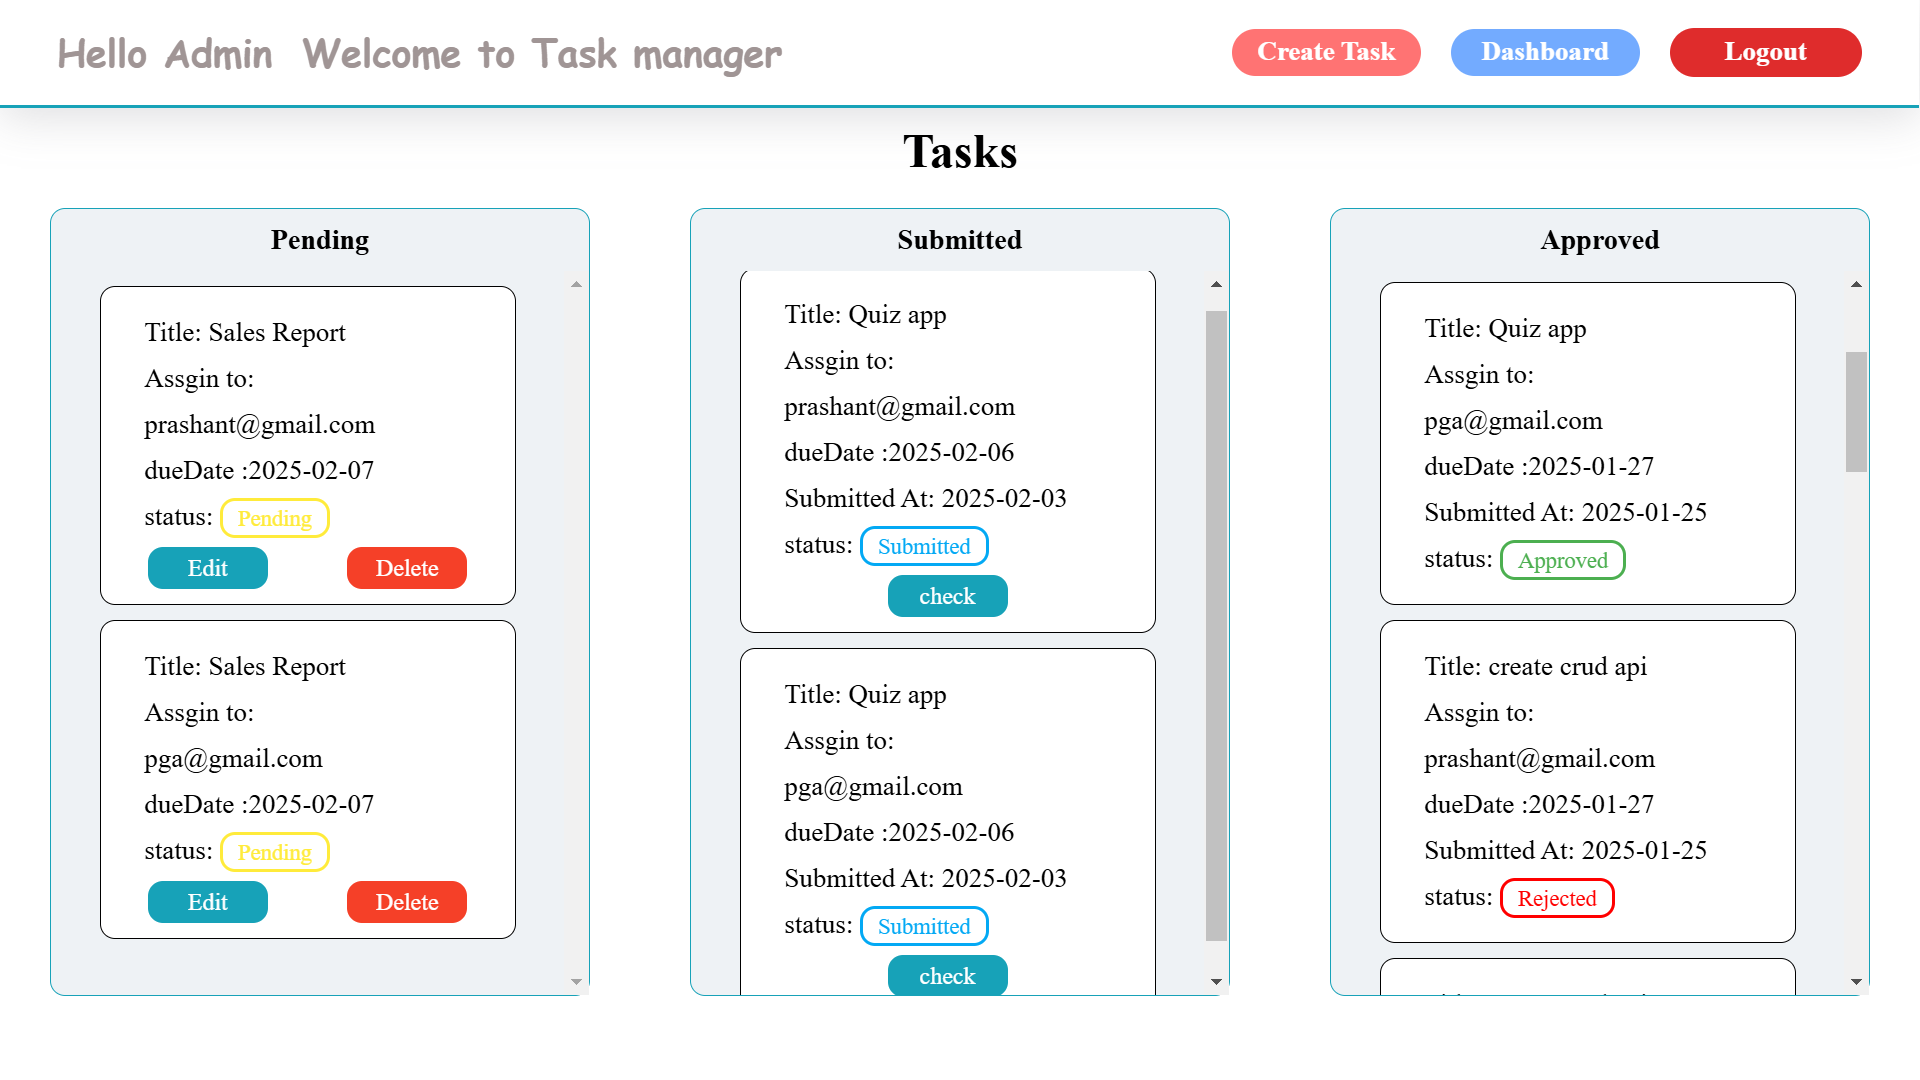 Hello Admin  Welcome to Task manager
Create Task
Dashboard
Logout
Tasks
Pending
Title: Sales Report
Assgin to:
prashant@gmail.com
dueDate :2025-02-07
status: Pending
Edit
Delete
Title: Sales Report
Assgin to:
pga@gmail.com
dueDate :2025-02-07
status: Pending
Edit
Delete
Submitted
Title: Quiz app
Assgin to:
prashant@gmail.com
dueDate :2025-02-06
Submitted At: 2025-02-03
status: Submitted
check
Title: Quiz app
Assgin to:
pga@gmail.com
dueDate :2025-02-06
Submitted At: 2025-02-03
status: Submitted
check
Approved
Title: Quiz app
Assgin to:
pga@gmail.com
dueDate :2025-01-27
Submitted At: 2025-01-25
status: Approved
Title: create crud api
Assgin to:
prashant@gmail.com
dueDate :2025-01-27
Submitted At: 2025-01-25
status: Rejected